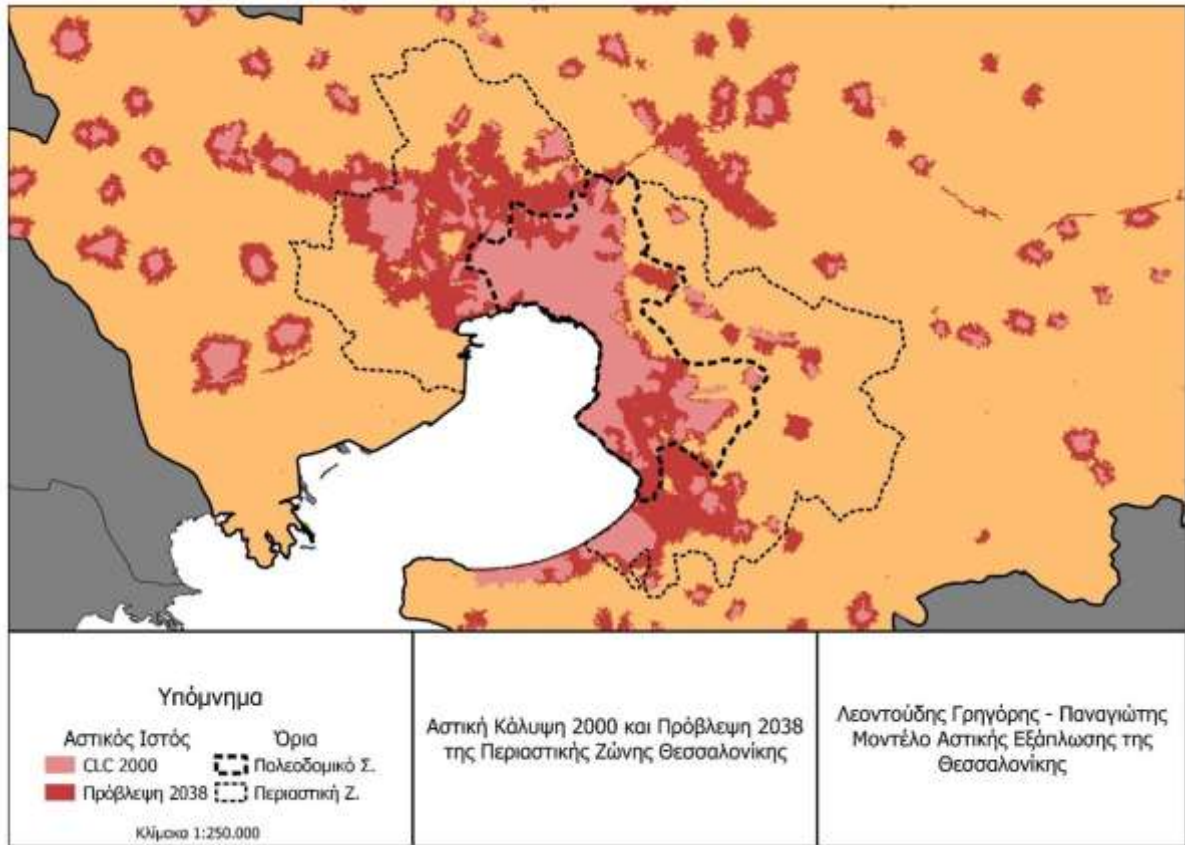 Υπόμνημα
Αστικός Ιστός
CLC 2000
Πρόβλεψη 2038
Όρια
Πολεοδομικό Σ.
Περιαστική Ζ.
Κλίμακα 1:250.000
Αστική Κάλυψη 2000 και Πρόβλεψη 2038
της Περιαστικής Ζώνης Θεσσαλονίκης
Λεοντούδης Γρηγόρης - Παναγιώτης
Μοντέλο Αστικής Εξάπλωσης της
Θεσσαλονίκης